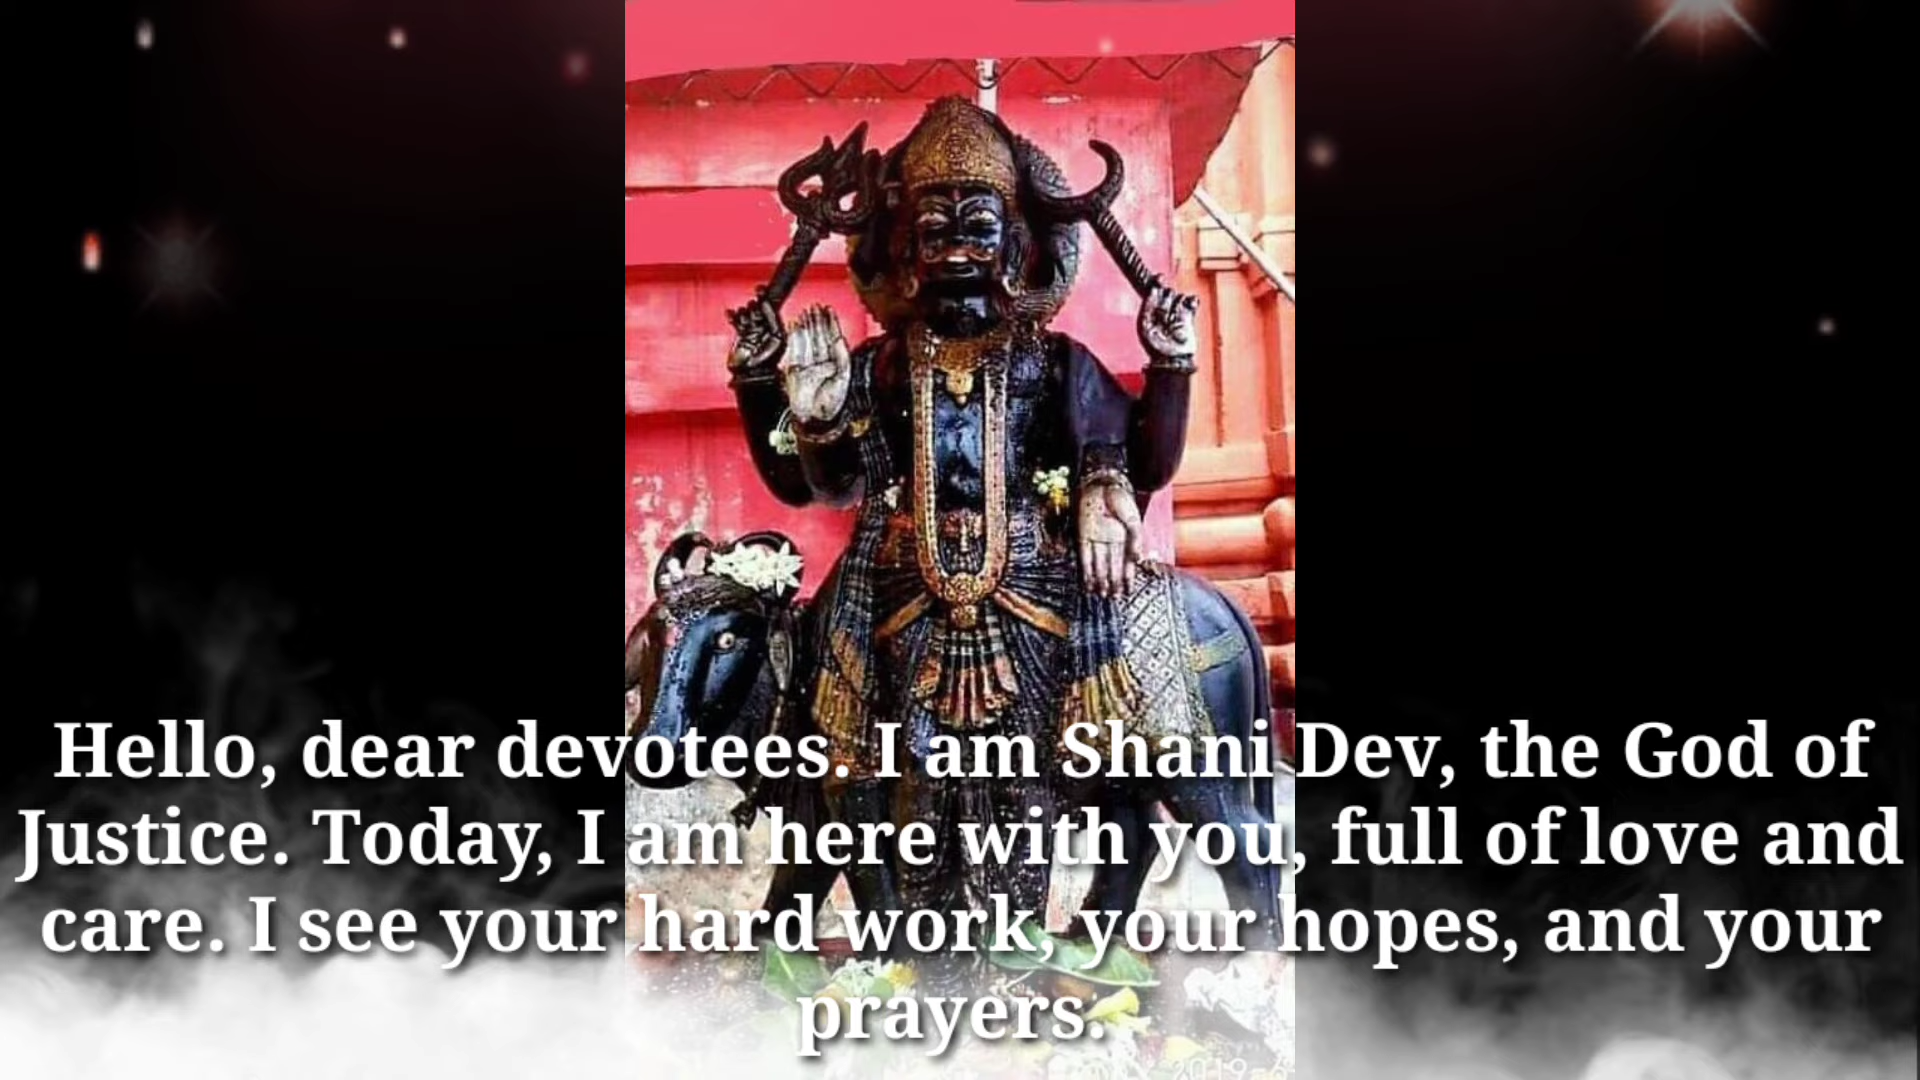 Hello, dear devotees. I am Shani Dev, the God of
Justice. Today, I am here with you, full of love and
care. I see your hard work, your hopes, and your
prayers.